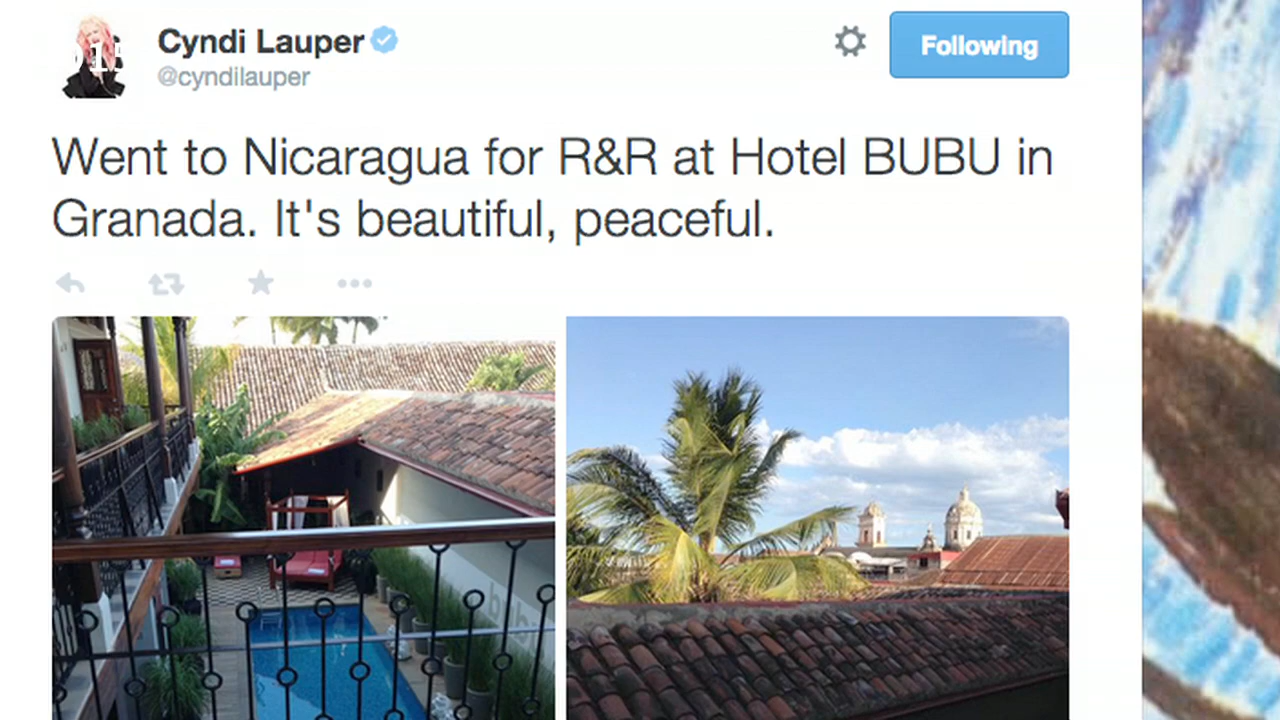 Cyndi Lauper
@cyndilauper
Following
Went to Nicaragua for R&R at Hotel BUBU in
Granada. It's beautiful, peaceful.